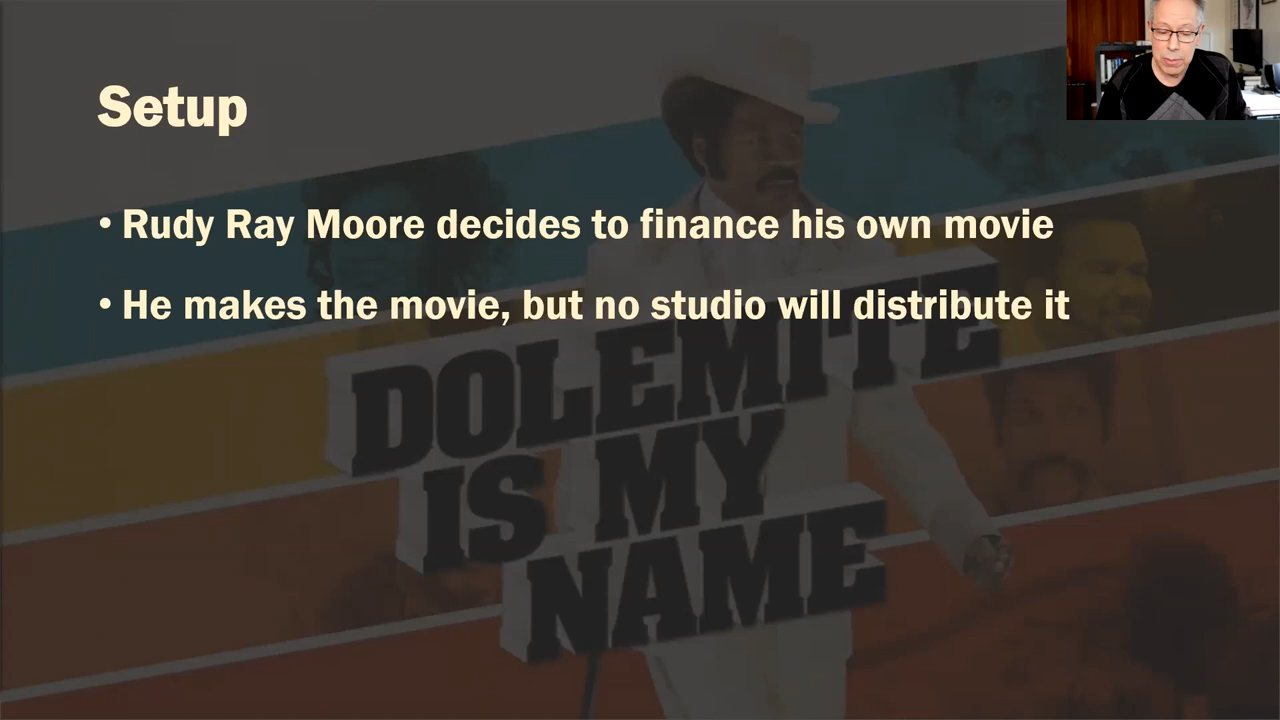 Setup
• Rudy Ray Moore decides to finance his own movie
• He makes the movie, but no studio will distribute it
DOLEMITE
IS MY
NAME